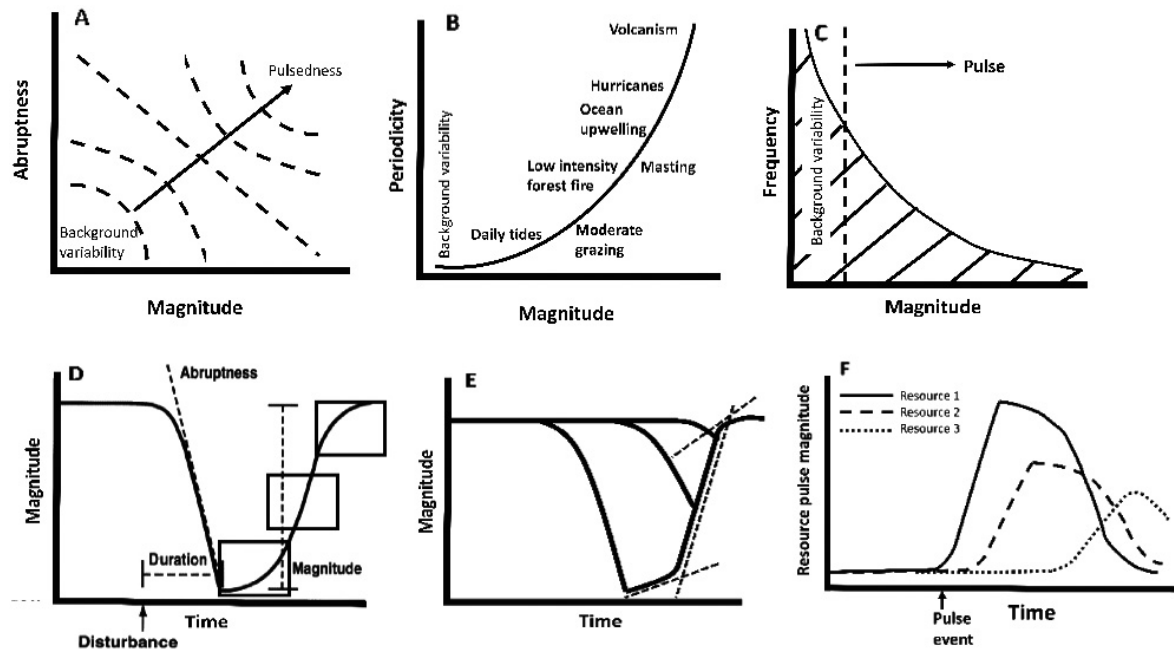 A
Abruptness
Pulsedness
Background
variability
Magnitude
B
Periodicity
Background variability
Volcanism
Hurricanes
Ocean
upwelling
Low intensity
forest fire
Masting
Daily tides
Moderate
grazing
Magnitude
C
Frequency
Background variability
Pulse
Magnitude
D
Magnitude
Abruptness
Duration
Magnitude
Time
Disturbance
E
Magnitude
Time
F
Resource pulse magnitude
Resource 1
Resource 2
Resource 3
Time
Pulse
event